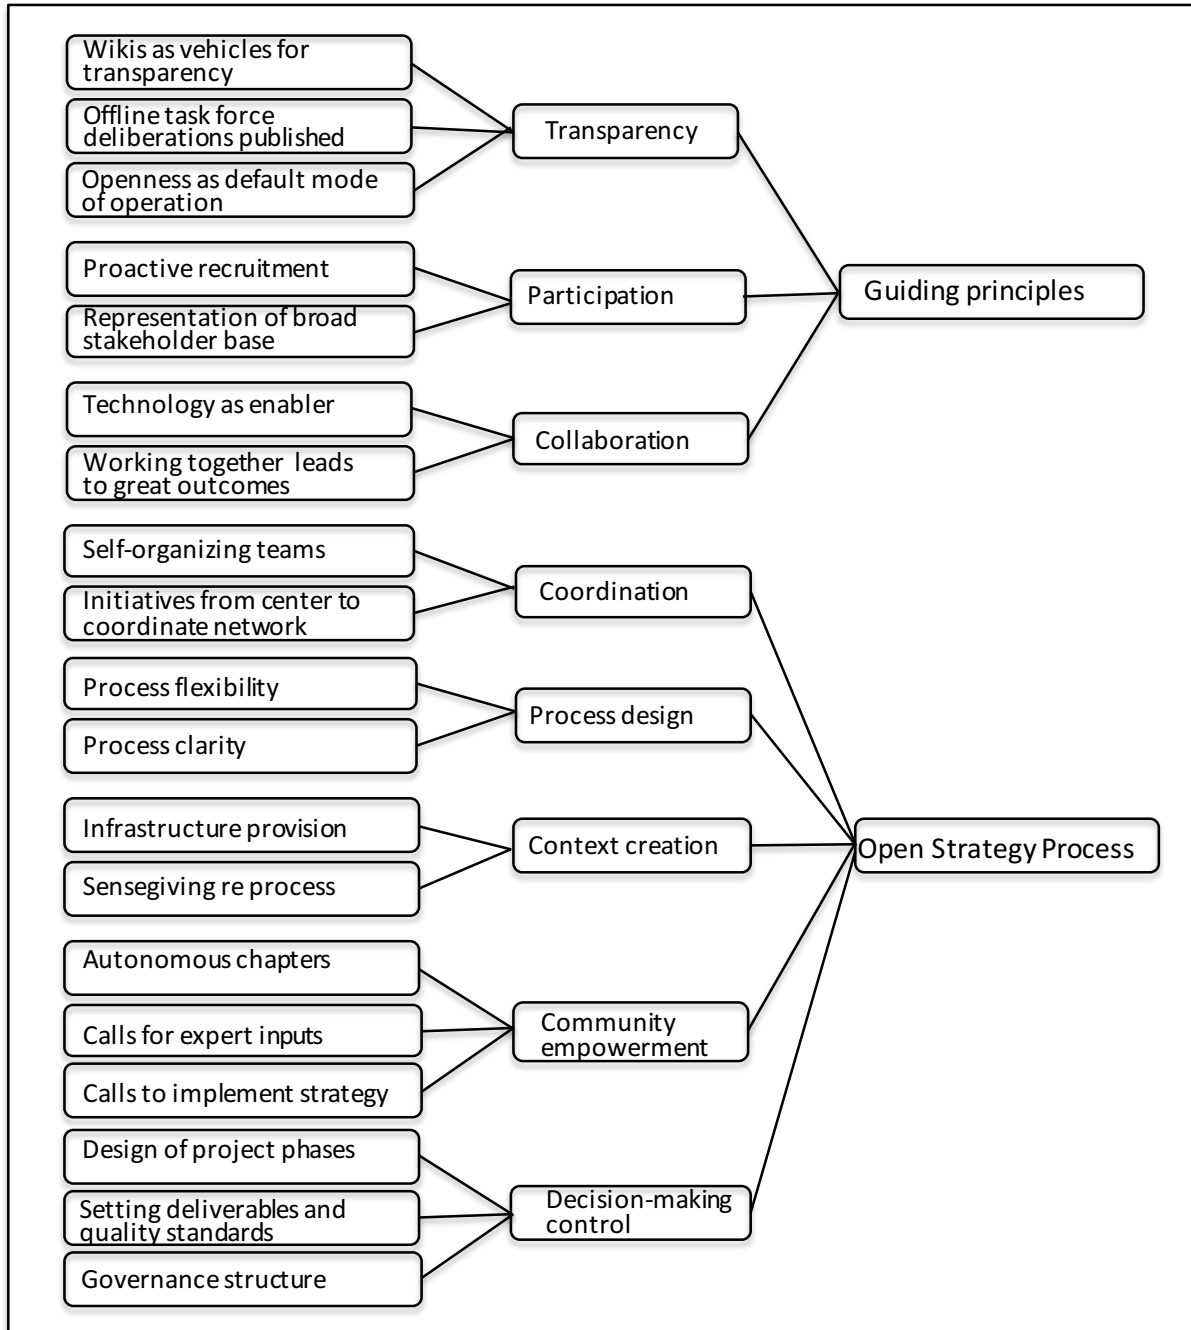 Wikis as vehicles for
transparency
Offline task force
deliberations published
Openness as default mode
of operation
Transparency
Proactive recruitment
Representation of broad
stakeholder base
Participation
Guiding principles
Technology as enabler
Working together leads
to great outcomes
Collaboration
Self-organizing teams
Initiatives from center to
coordinate network
Coordination
Process flexibility
Process clarity
Process design
Infrastructure provision
Sensegiving re process
Context creation
Open Strategy Process
Autonomous chapters
Calls for expert inputs
Calls to implement strategy
Community
empowerment
Design of project phases
Setting deliverables and
quality standards
Governance structure
Decision-making
control